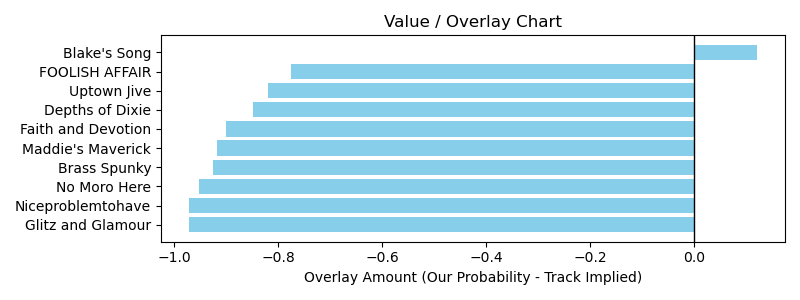 Value / Overlay Chart
Blake's Song
FOOLISH AFFAIR
Uptown Jive
Depths of Dixie
Faith and Devotion
Maddie's Maverick
Brass Spunky
No Moro Here
Niceproblemtohave
Glitz and Glamour
−1.0 −0.8 −0.6 −0.4 −0.2 0.0
Overlay Amount (Our Probability - Track Implied)